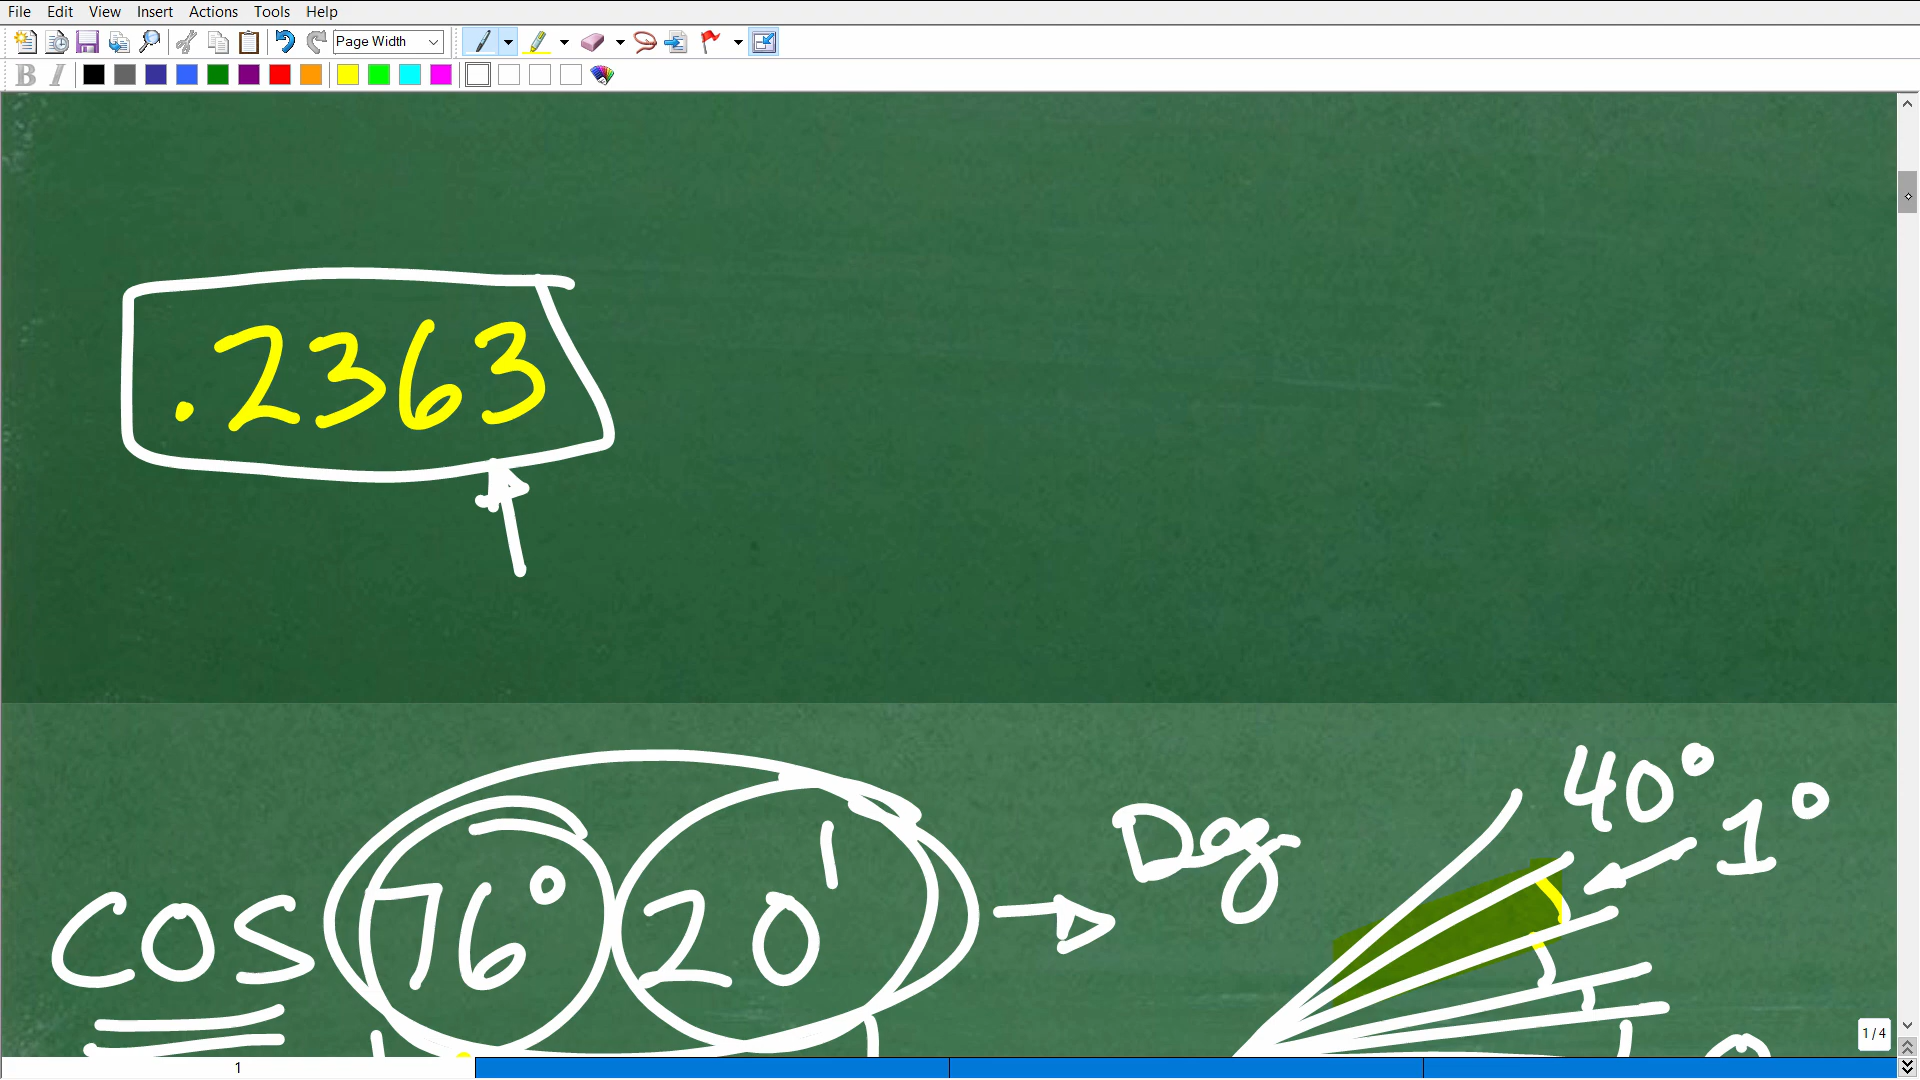 File Edit View Insert Actions Tools Help
Page Width
B I
.2363
40°
1°
cos 76° 20' → Deg
1 / 4
1